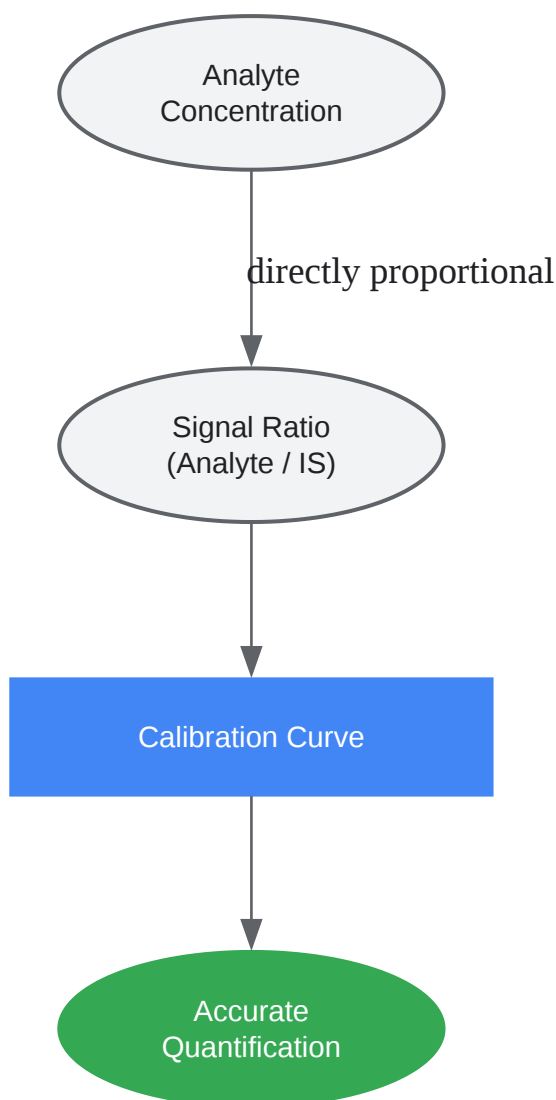 Analyte
Concentration
directly proportional
Signal Ratio
(Analyte / IS)
Calibration Curve
Accurate
Quantification